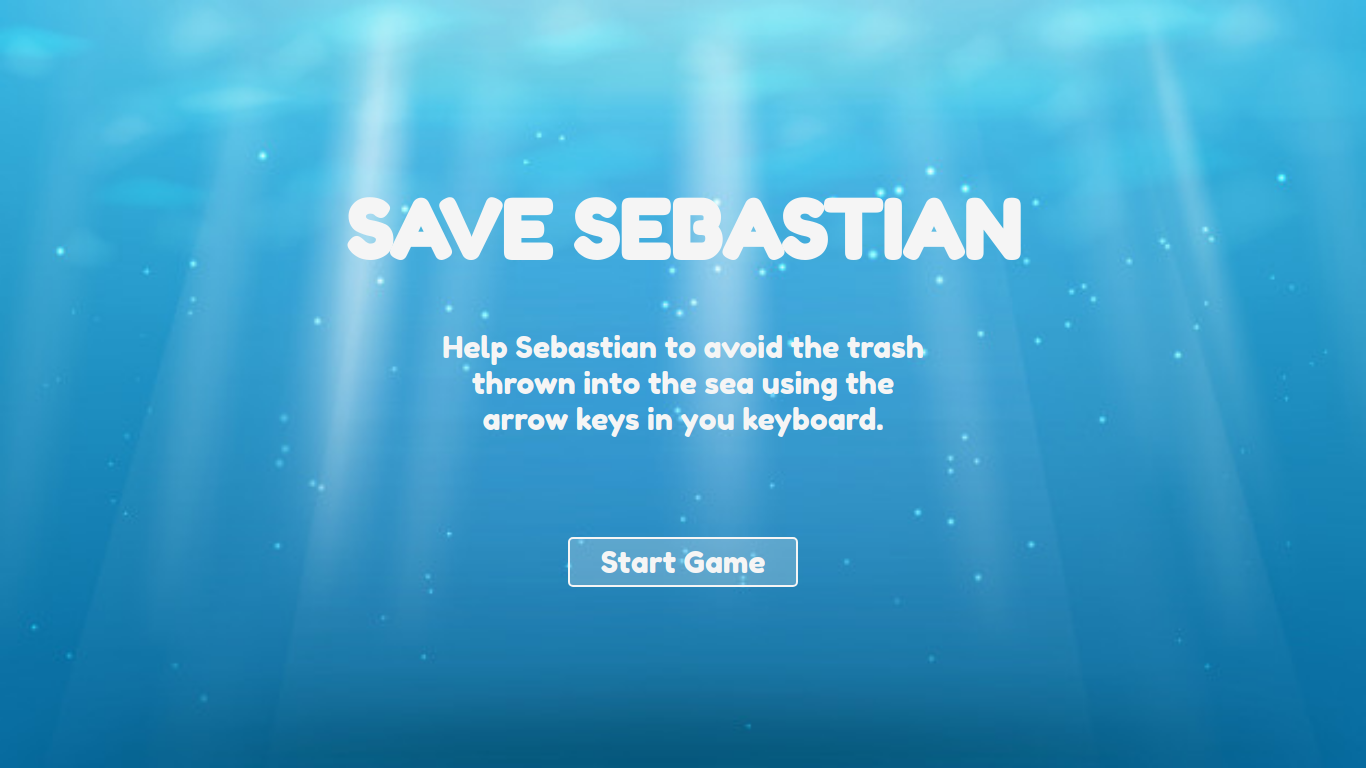 SAVE SEBASTIAN
Help Sebastian to avoid the trash
thrown into the sea using the
arrow keys in you keyboard.
Start Game